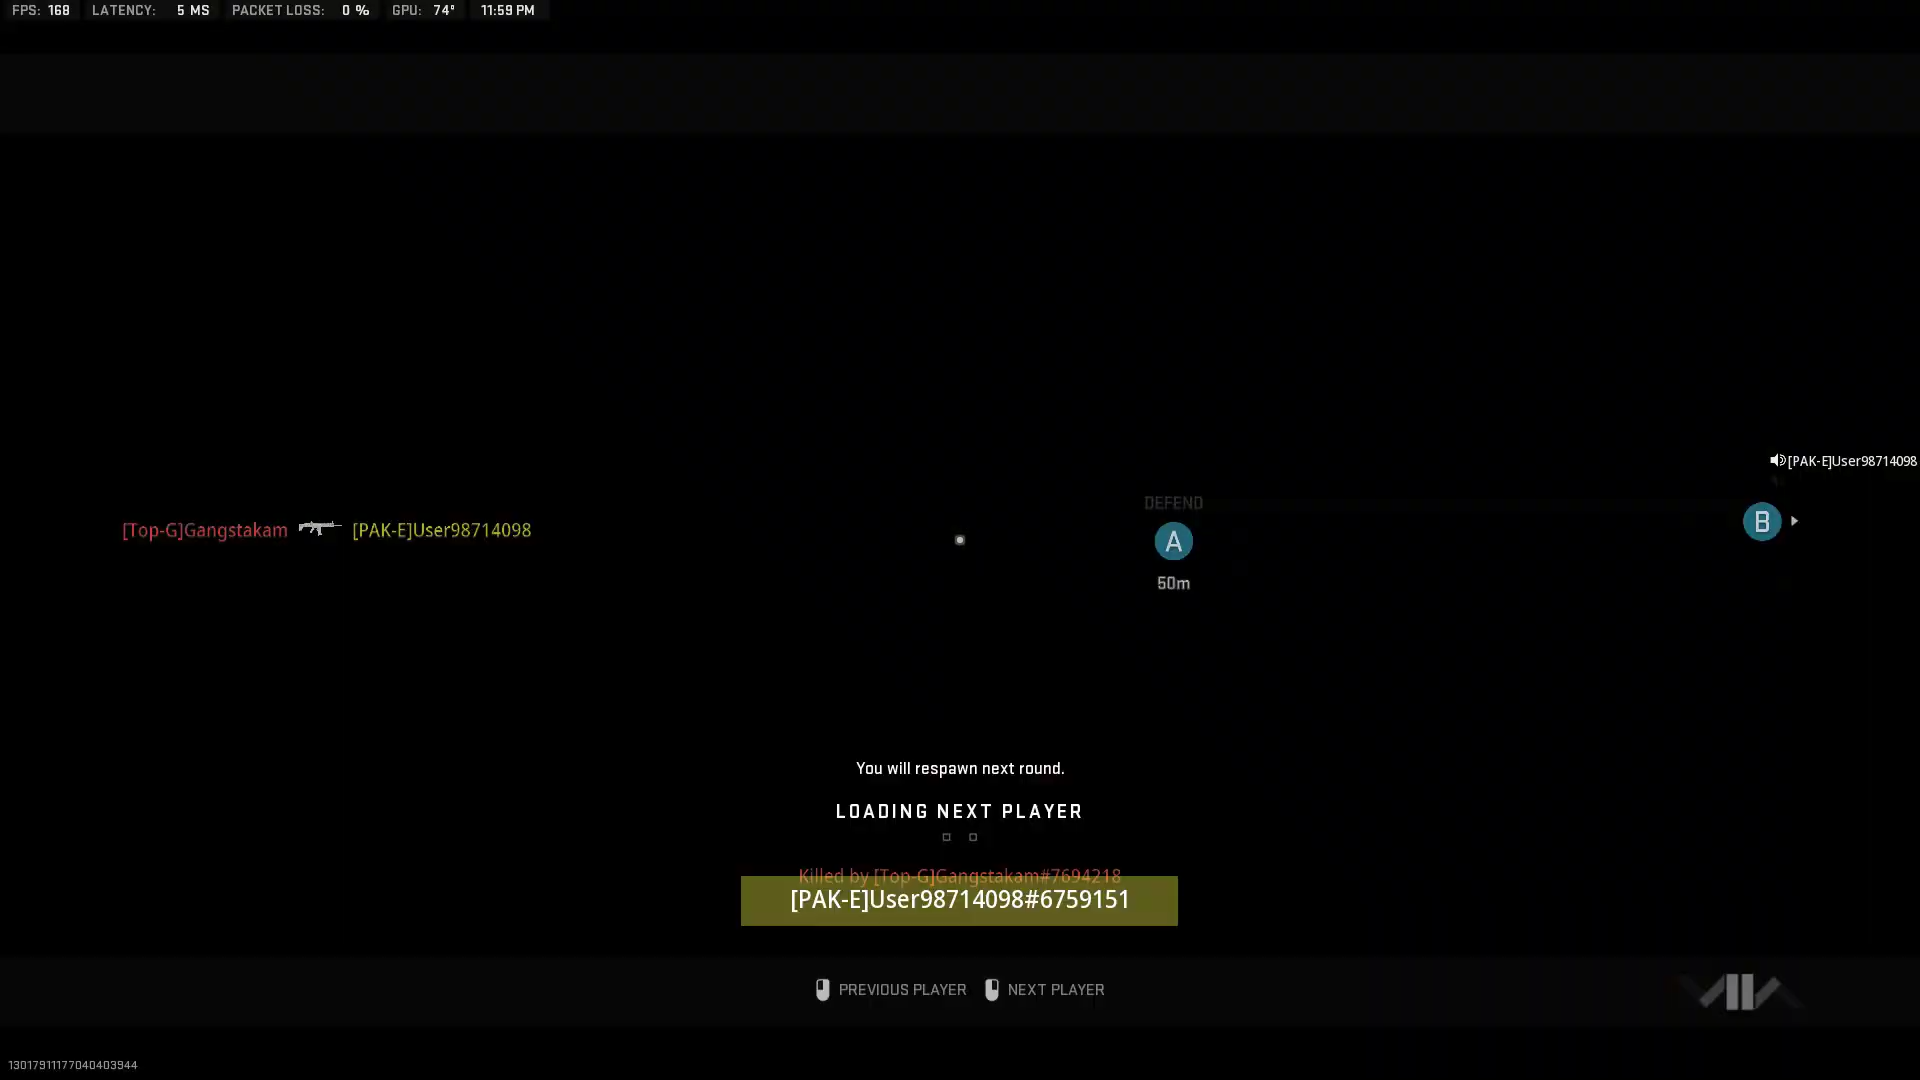 FPS: 168 LATENCY: 5 MS PACKET LOSS: 0 % GPU: 74° 11:59 PM
[PAK-E]User98714098
DEFEND
[Top-G]Gangstakam [PAK-E]User98714098
A
B
50m
You will respawn next round.
LOADING NEXT PLAYER
Killed by [Top-G]Gangstakam#7694218
[PAK-E]User98714098#6759151
PREVIOUS PLAYER NEXT PLAYER
13017911177040403944